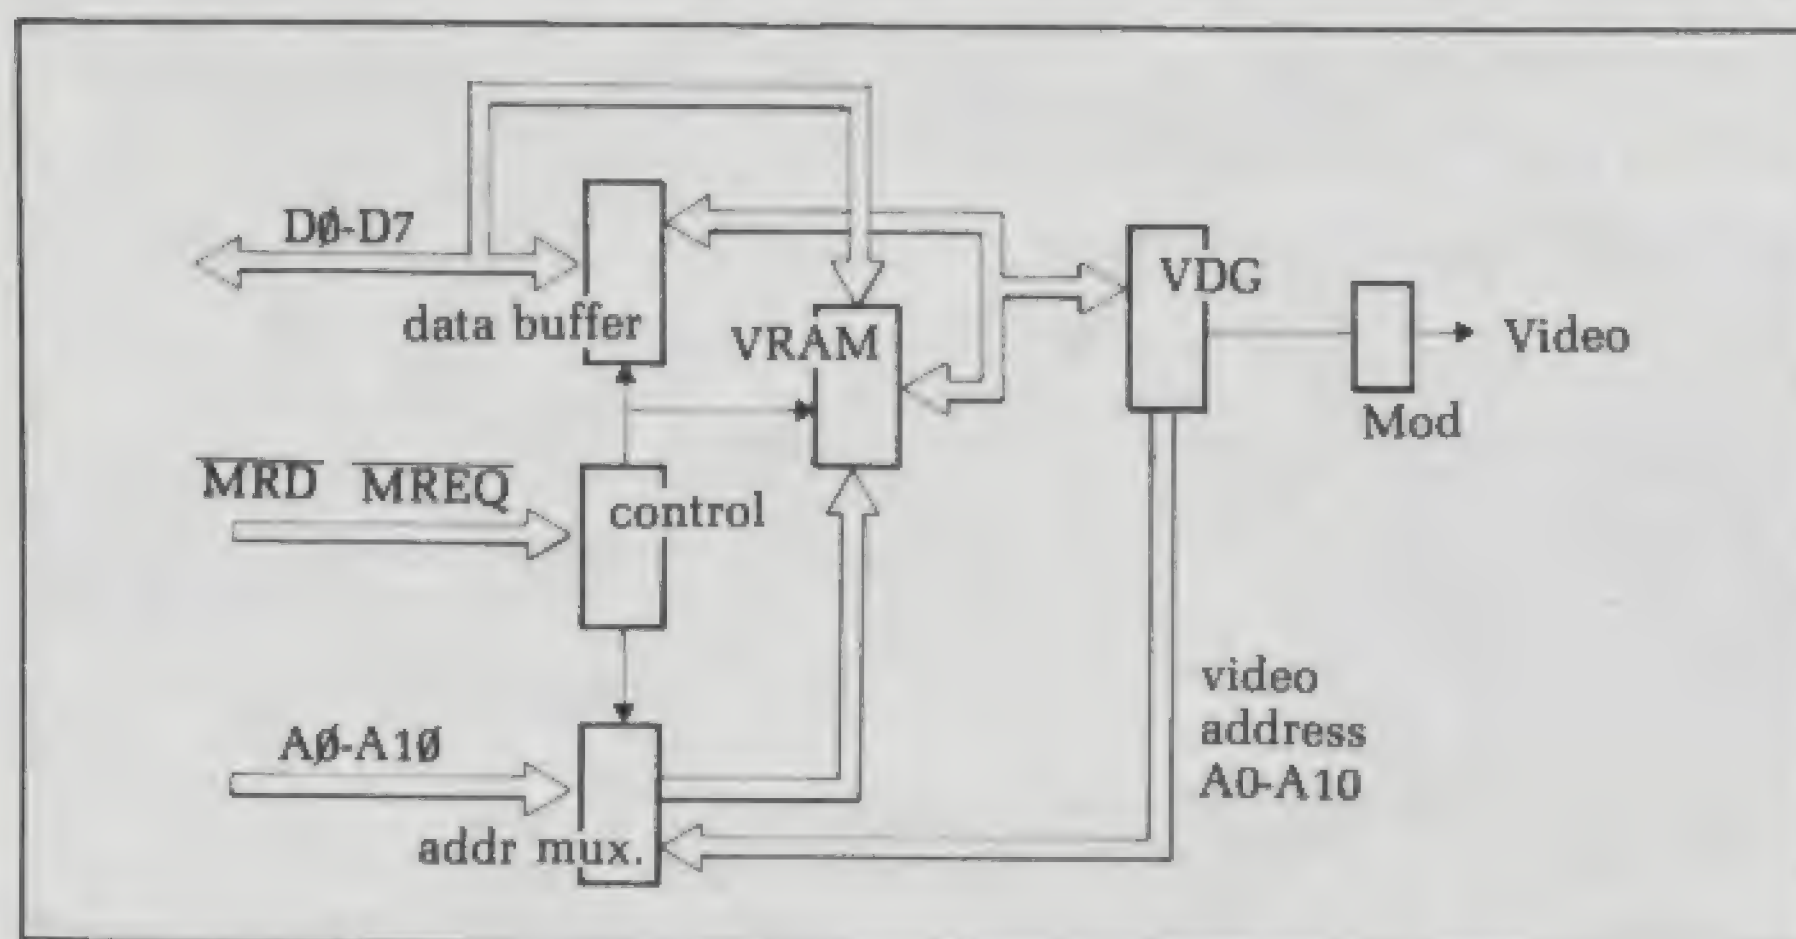 DØ-D7
data buffer
VRAM
VDG
Video
Mod
MRD MREQ
control
video
address
A0-A10
AØ-A1Ø
addr mux.